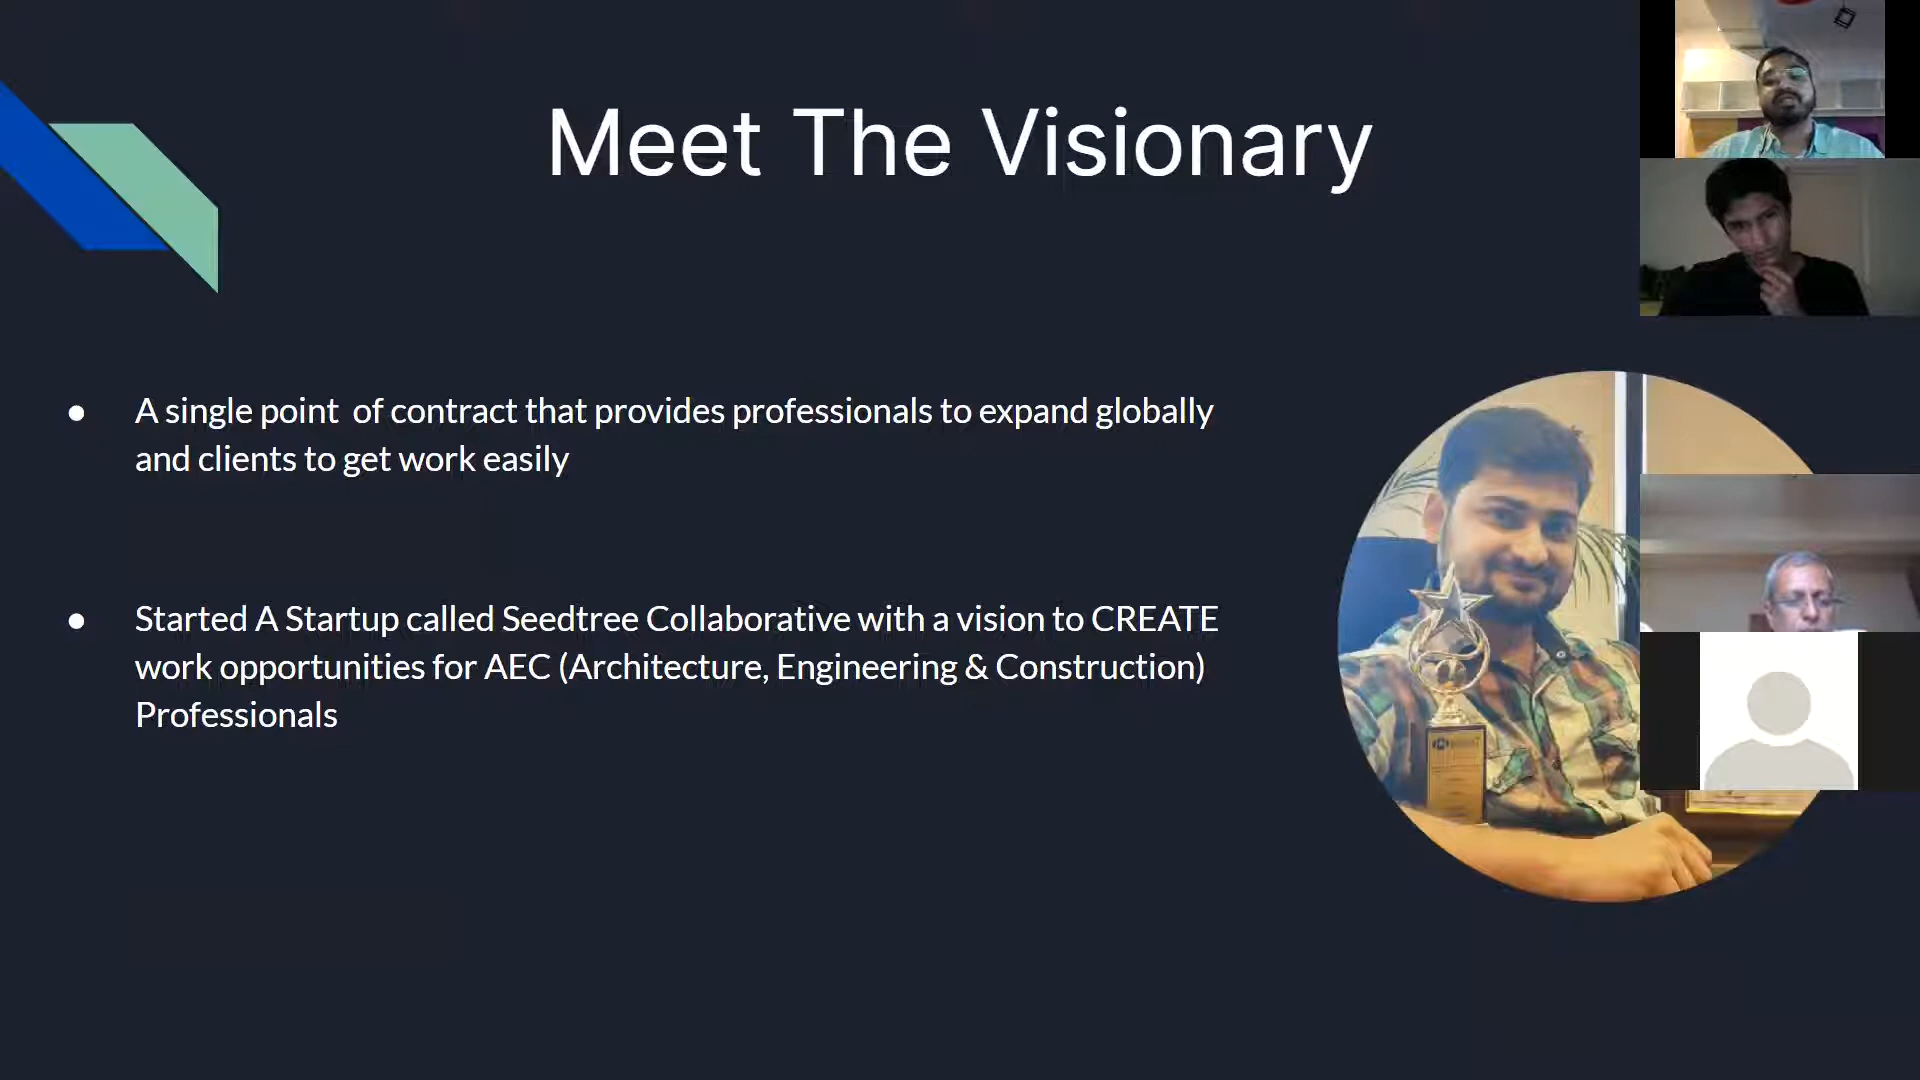 Meet The Visionary
● A single point  of contract that provides professionals to expand globally
and clients to get work easily
● Started A Startup called Seedtree Collaborative with a vision to CREATE
work opportunities for AEC (Architecture, Engineering & Construction)
Professionals